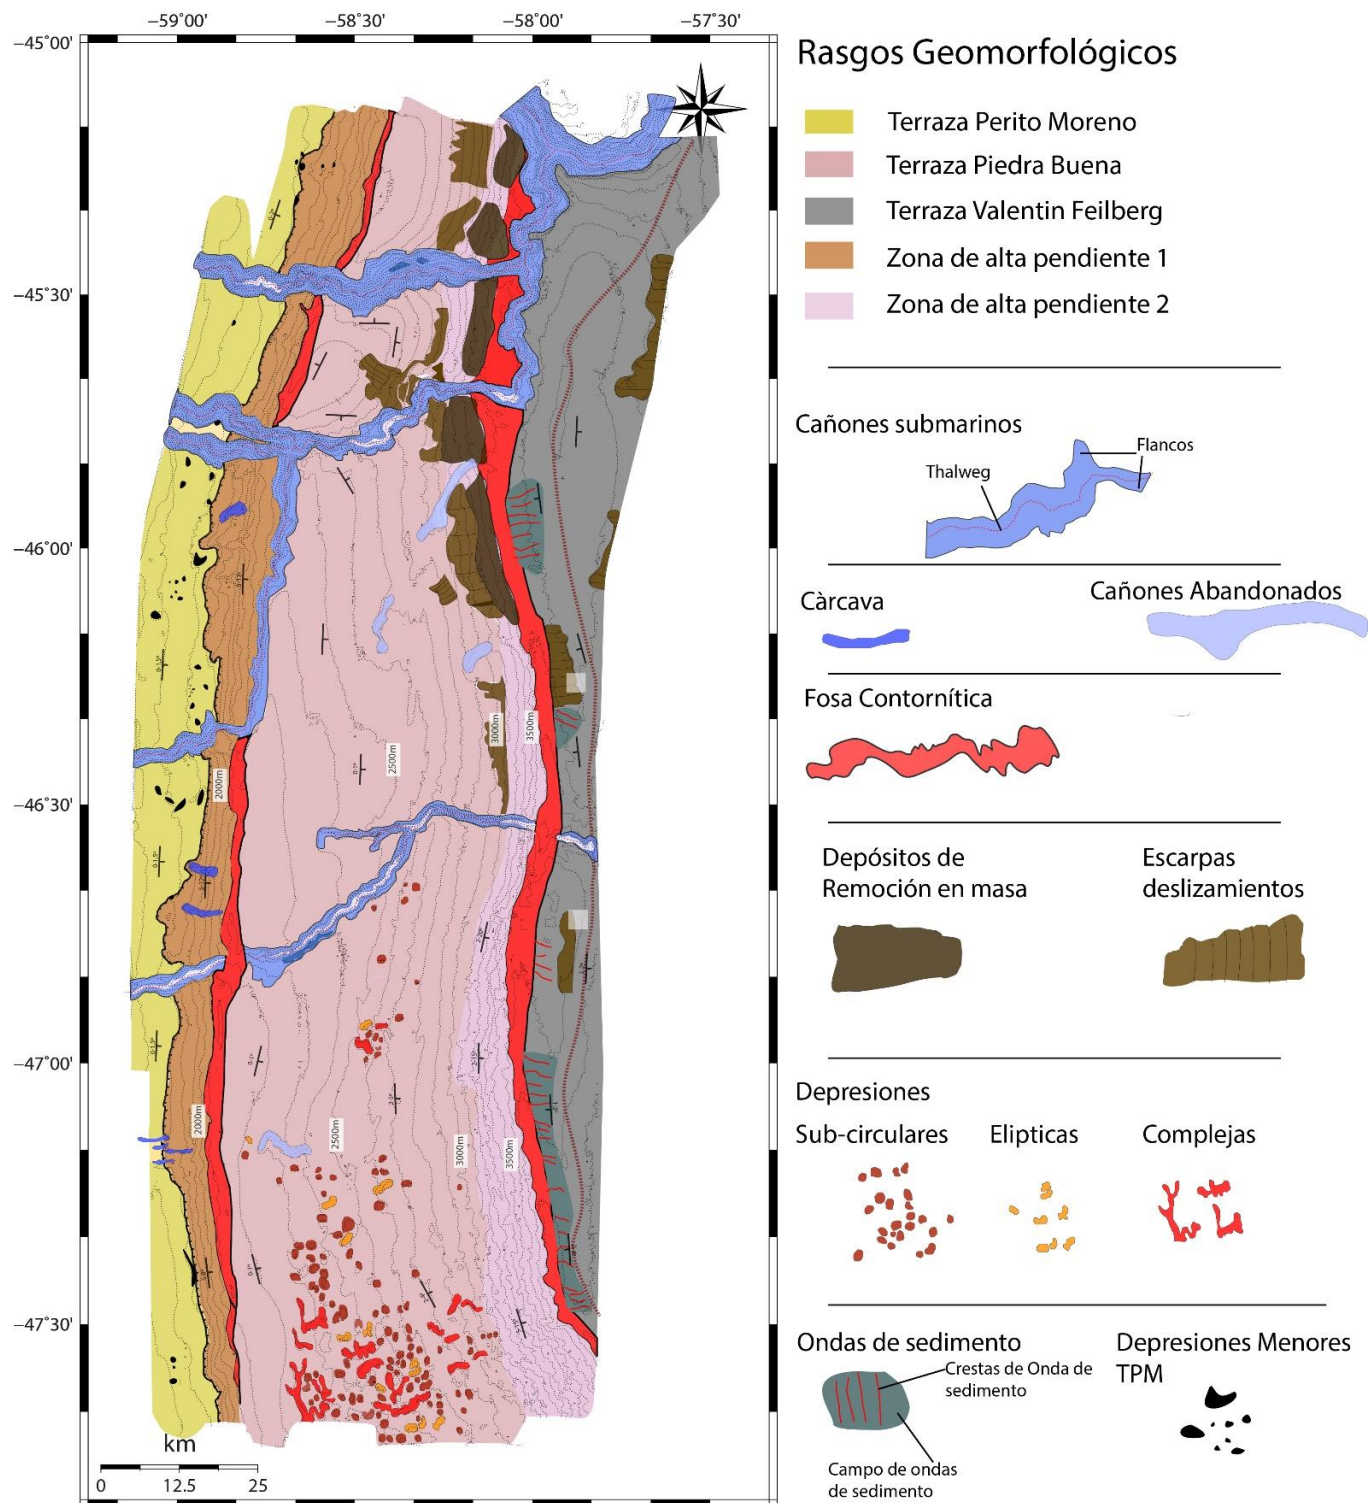 −59˚00'
−58˚30'
−58˚00'
−57˚30'
−45˚00'
−45˚30'
−46˚00'
−46˚30'
−47˚00'
−47˚30'
2000m
2500m
3000m
3500m
2000m
2500m
3000m
3500m
km
0
12.5
25
Rasgos Geomorfológicos
Terraza Perito Moreno
Terraza Piedra Buena
Terraza Valentin Feilberg
Zona de alta pendiente 1
Zona de alta pendiente 2
Cañones submarinos
Flancos
Thalweg
Càrcava
Cañones Abandonados
Fosa Contornítica
Depósitos de
Remoción en masa
Escarpas
deslizamientos
Depresiones
Sub-circulares
Elipticas
Complejas
Ondas de sedimento
Crestas de Onda de
sedimento
Campo de ondas
de sedimento
Depresiones Menores
TPM